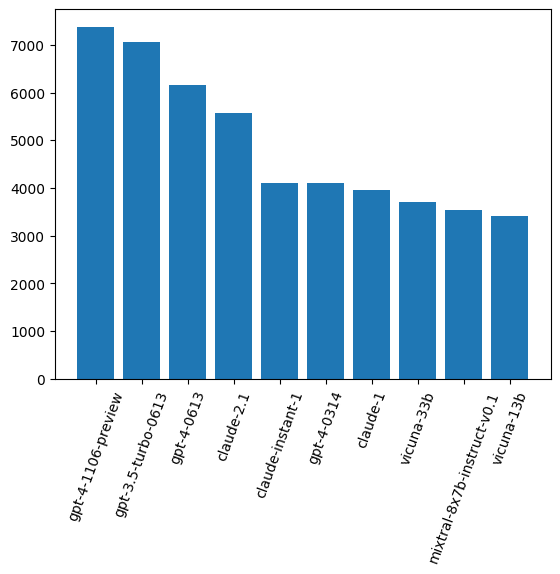 7000
6000
5000
4000
3000
2000
1000
0
gpt-4-1106-preview
gpt-3.5-turbo-0613
gpt-4-0613
claude-2.1
claude-instant-1
gpt-4-0314
claude-1
vicuna-33b
mixtral-8x7b-instruct-v0.1
vicuna-13b